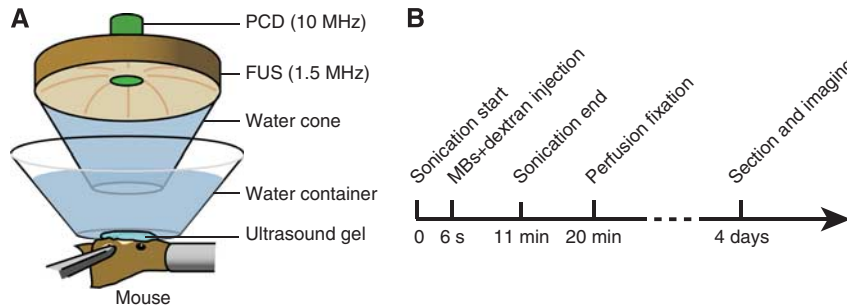 A
PCD (10 MHz)
FUS (1.5 MHz)
Water cone
Water container
Ultrasound gel
Mouse
B
Sonication start
MBs+dextran injection
Sonication end
Perfusion fixation
Section and imaging
0 6 s 11 min 20 min 4 days